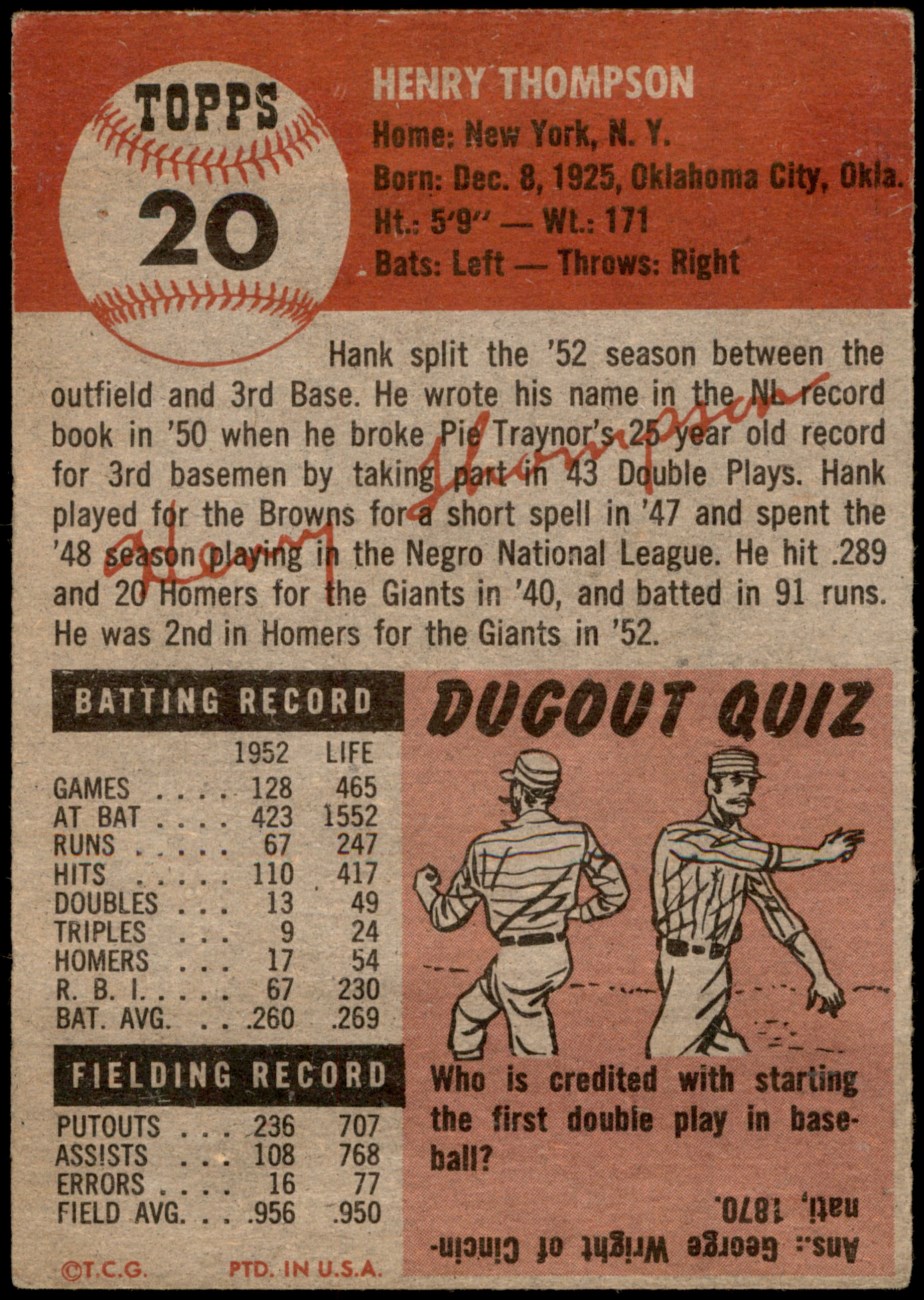 TOPPS
20
HENRY THOMPSON
Home: New York, N. Y.
Born: Dec. 8, 1925, Oklahoma City, Okla.
Ht.: 5'9" — Wt.: 171
Bats: Left — Throws: Right
Hank split the '52 season between the
outfield and 3rd Base. He wrote his name in the NL record
book in '50 when he broke Pie Traynor's 25 year old record
for 3rd basemen by taking part in 43 Double Plays. Hank
played for the Browns for a short spell in '47 and spent the
'48 season playing in the Negro National League. He hit .289
and 20 Homers for the Giants in '40, and batted in 91 runs.
He was 2nd in Homers for the Giants in '52.
Henry Thompson
BATTING RECORD
1952 LIFE
GAMES . . . . 128 465
AT BAT . . . . 423 1552
RUNS . . . . . 67 247
HITS . . . . . 110 417
DOUBLES . . . 13 49
TRIPLES . . . 9 24
HOMERS . . . 17 54
R. B. I. . . . . 67 230
BAT. AVG. . . .260 .269
FIELDING RECORD
PUTOUTS . . . 236 707
ASSISTS . . . 108 768
ERRORS . . . . 16 77
FIELD AVG. . . .956 .950
©T.C.G. PTD. IN U.S.A.
DUGOUT QUIZ
Who is credited with starting
the first double play in base-
ball?
Ans.: George Wright of Cincin-
nati, 1870.